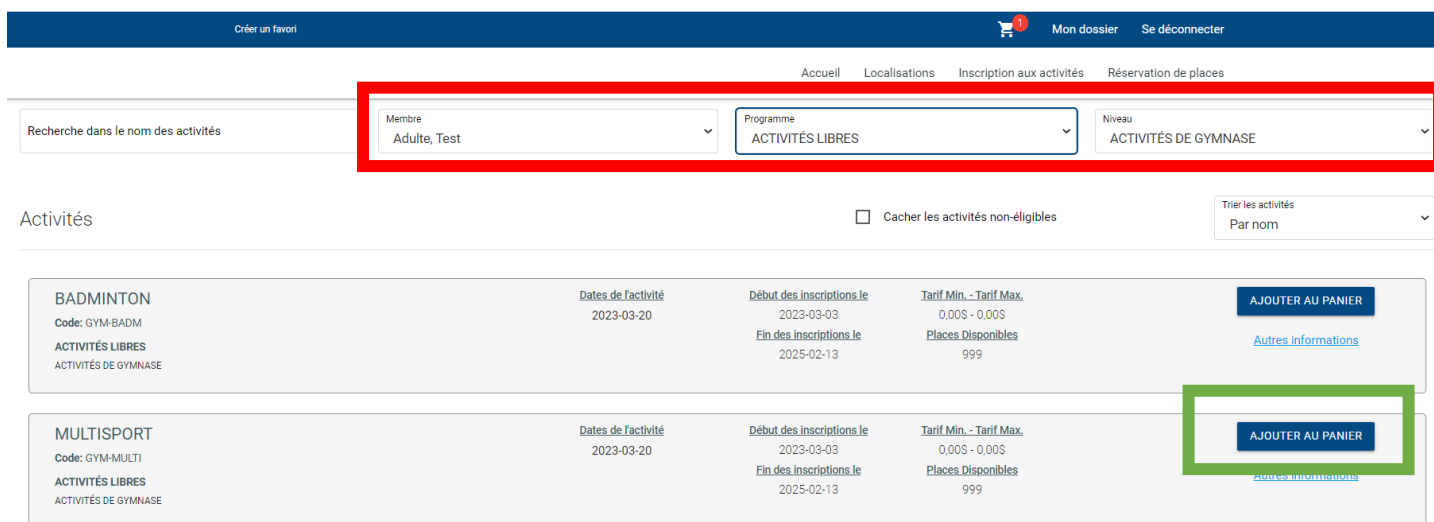 Créer un favori
1
Mon dossier
Se déconnecter
Accueil
Localisations
Inscription aux activités
Réservation de places
Recherche dans le nom des activités
Membre
Adulte, Test
Programme
ACTIVITÉS LIBRES
Niveau
ACTIVITÉS DE GYMNASE
Activités
Cacher les activités non-éligibles
Trier les activités
Par nom
BADMINTON
Code: GYM-BADM
ACTIVITÉS LIBRES
ACTIVITÉS DE GYMNASE
Dates de l'activité
2023-03-20
Début des inscriptions le
2023-03-03
Fin des inscriptions le
2025-02-13
Tarif Min. - Tarif Max.
0,00$ - 0,00$
Places Disponibles
999
AJOUTER AU PANIER
Autres informations
MULTISPORT
Code: GYM-MULTI
ACTIVITÉS LIBRES
ACTIVITÉS DE GYMNASE
Dates de l'activité
2023-03-20
Début des inscriptions le
2023-03-03
Fin des inscriptions le
2025-02-13
Tarif Min. - Tarif Max.
0,00$ - 0,00$
Places Disponibles
999
AJOUTER AU PANIER
Autres informations